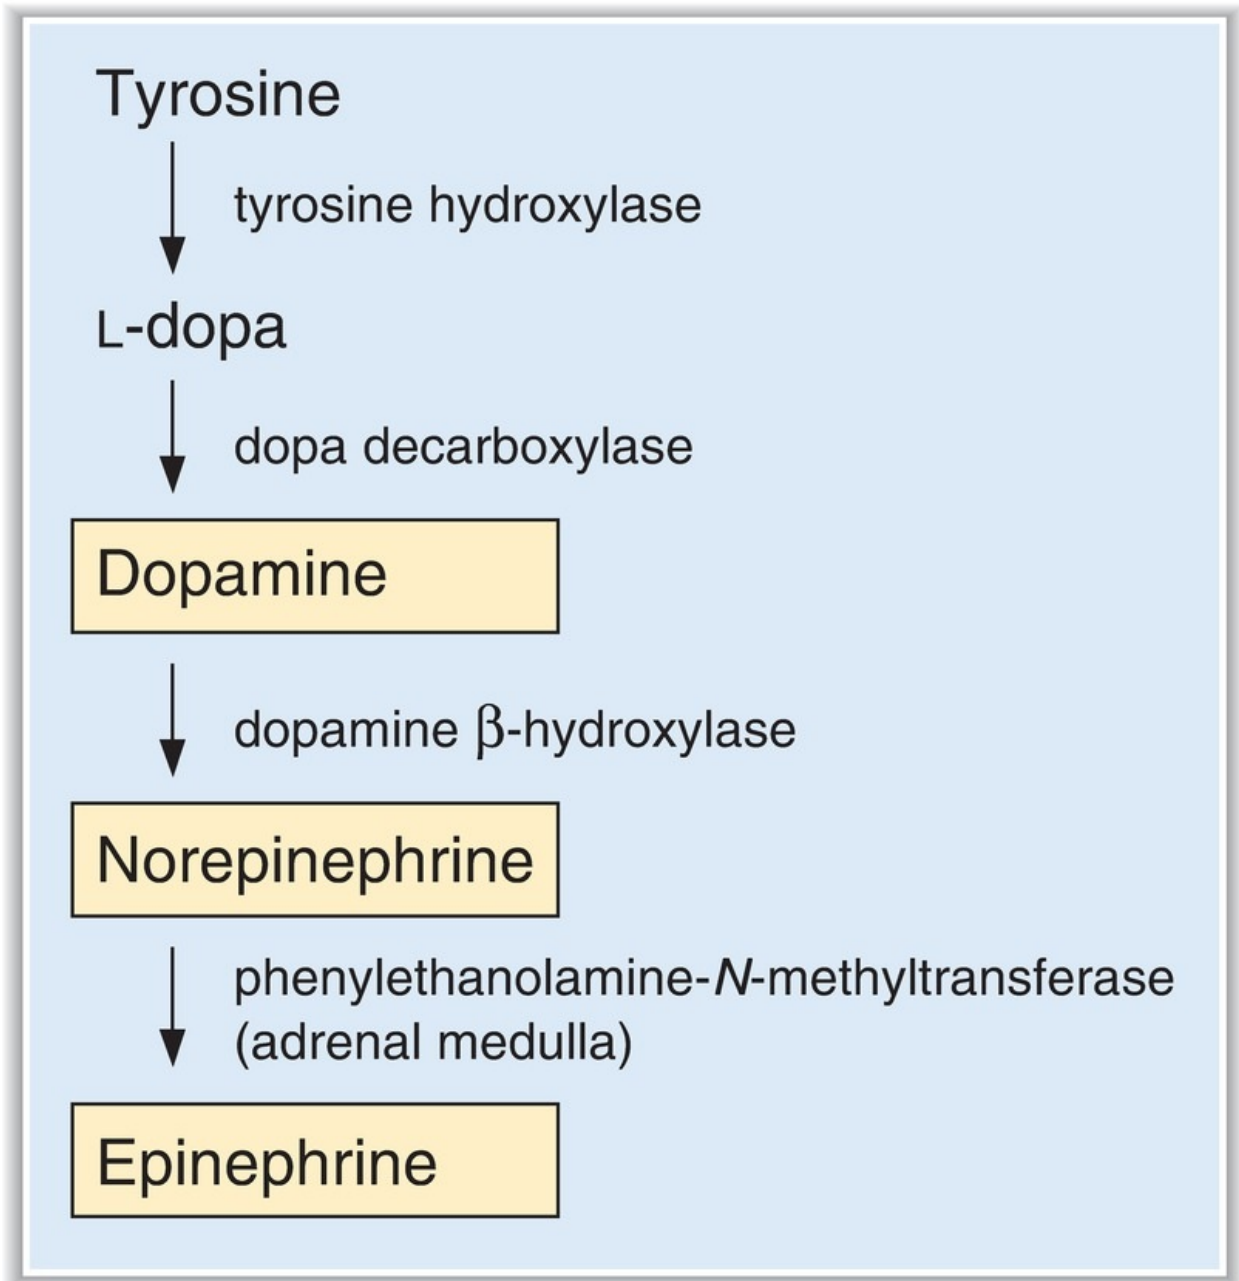 Tyrosine
tyrosine hydroxylase
L-dopa
dopa decarboxylase
Dopamine
dopamine β-hydroxylase
Norepinephrine
phenylethanolamine-N-methyltransferase
(adrenal medulla)
Epinephrine